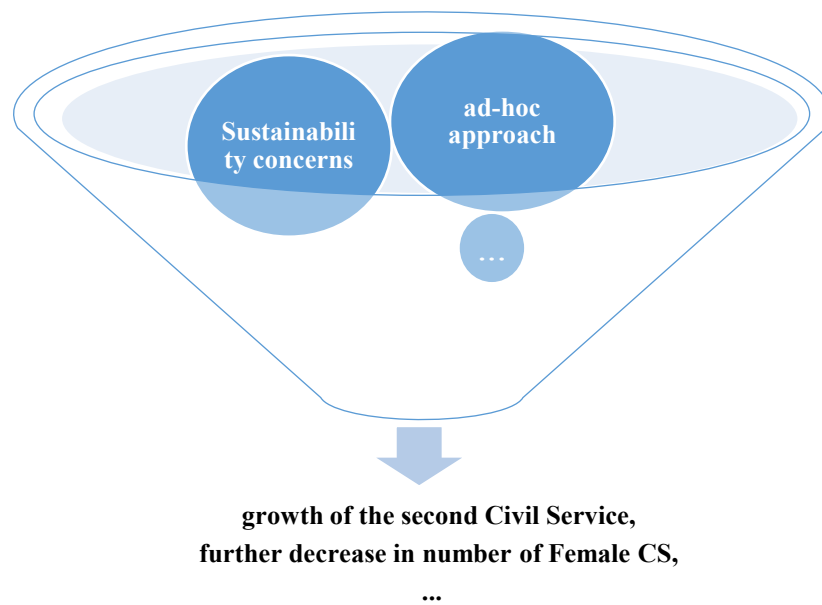 Sustainabili
ty concerns
ad-hoc
approach
...
growth of the second Civil Service,
further decrease in number of Female CS,
...